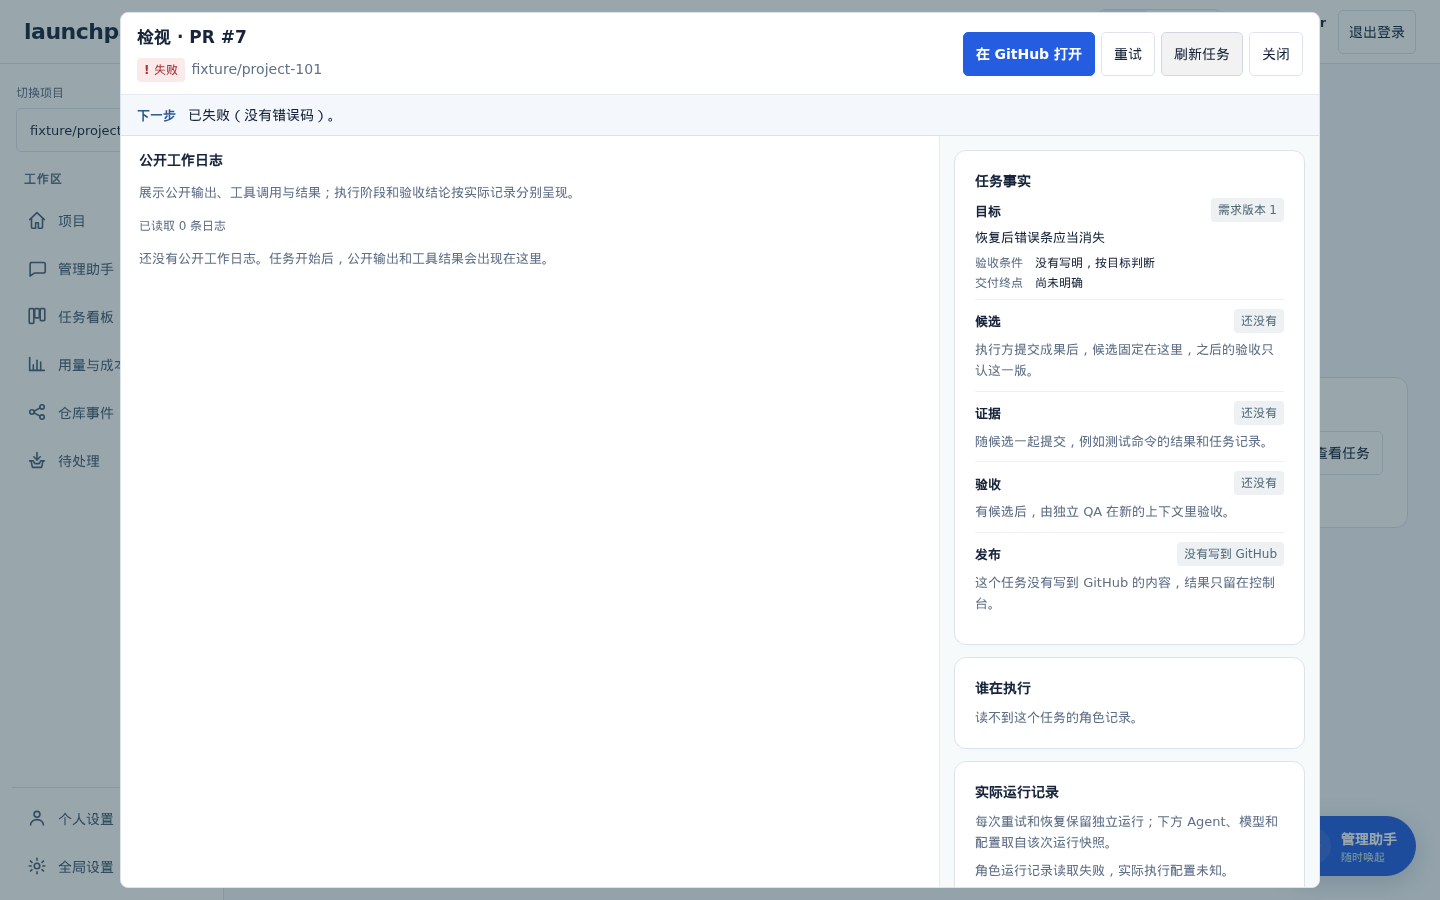 launchp
切换项目
fixture/project
工作区
项目
管理助手
任务看板
用量与成本
仓库事件
待处理
个人设置
全局设置
检视 · PR #7
! 失败 fixture/project-101
在 GitHub 打开
重试
刷新任务
关闭
r
退出登录
下一步 已失败（没有错误码）。
公开工作日志
展示公开输出、工具调用与结果；执行阶段和验收结论按实际记录分别呈现。
已读取 0 条日志
还没有公开工作日志。任务开始后，公开输出和工具结果会出现在这里。
任务事实
目标 需求版本 1
恢复后错误条应当消失
验收条件 没有写明，按目标判断
交付终点 尚未明确
候选 还没有
执行方提交成果后，候选固定在这里，之后的验收只
认这一版。
证据 还没有
随候选一起提交，例如测试命令的结果和任务记录。
验收 还没有
有候选后，由独立 QA 在新的上下文里验收。
发布 没有写到 GitHub
这个任务没有写到 GitHub 的内容，结果只留在控制
台。
谁在执行
读不到这个任务的角色记录。
实际运行记录
每次重试和恢复保留独立运行；下方 Agent、模型和
配置取自该次运行快照。
角色运行记录读取失败，实际执行配置未知。
查看任务
管理助手
随时唤起